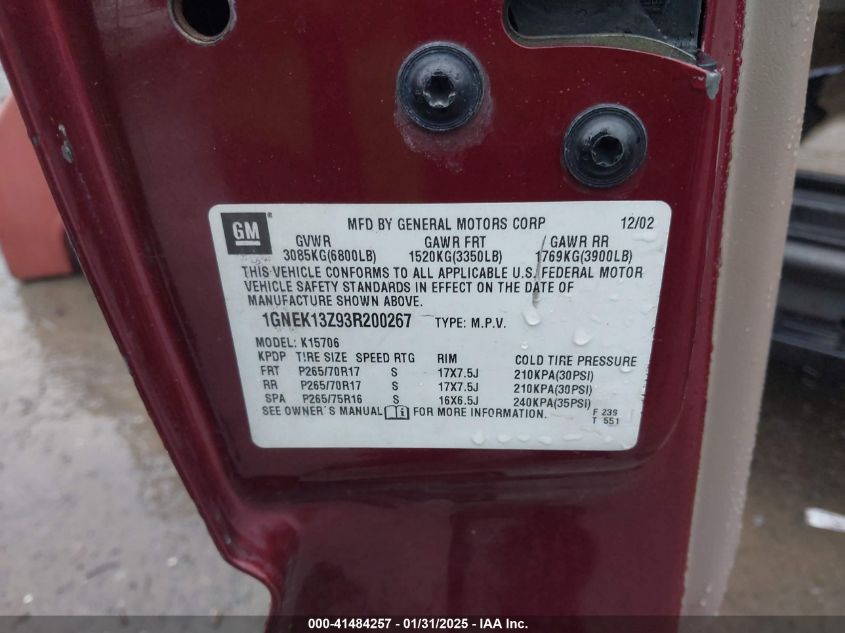 GM
®
MFD BY GENERAL MOTORS CORP 12/02
GVWR GAWR FRT GAWR RR
3085KG(6800LB) 1520KG(3350LB) 1769KG(3900LB)
THIS VEHICLE CONFORMS TO ALL APPLICABLE U.S. FEDERAL MOTOR
VEHICLE SAFETY STANDARDS IN EFFECT ON THE DATE OF
MANUFACTURE SHOWN ABOVE.
1GNEK13Z93R200267 TYPE: M.P.V.
MODEL: K15706
KPDP TIRE SIZE SPEED RTG RIM COLD TIRE PRESSURE
FRT P265/70R17 S 17X7.5J 210KPA(30PSI)
RR P265/70R17 S 17X7.5J 210KPA(30PSI)
SPA P265/75R16 S 16X6.5J 240KPA(35PSI)
SEE OWNER'S MANUAL i FOR MORE INFORMATION.
F 23S
T 551
000-41484257 - 01/31/2025 - IAA Inc.